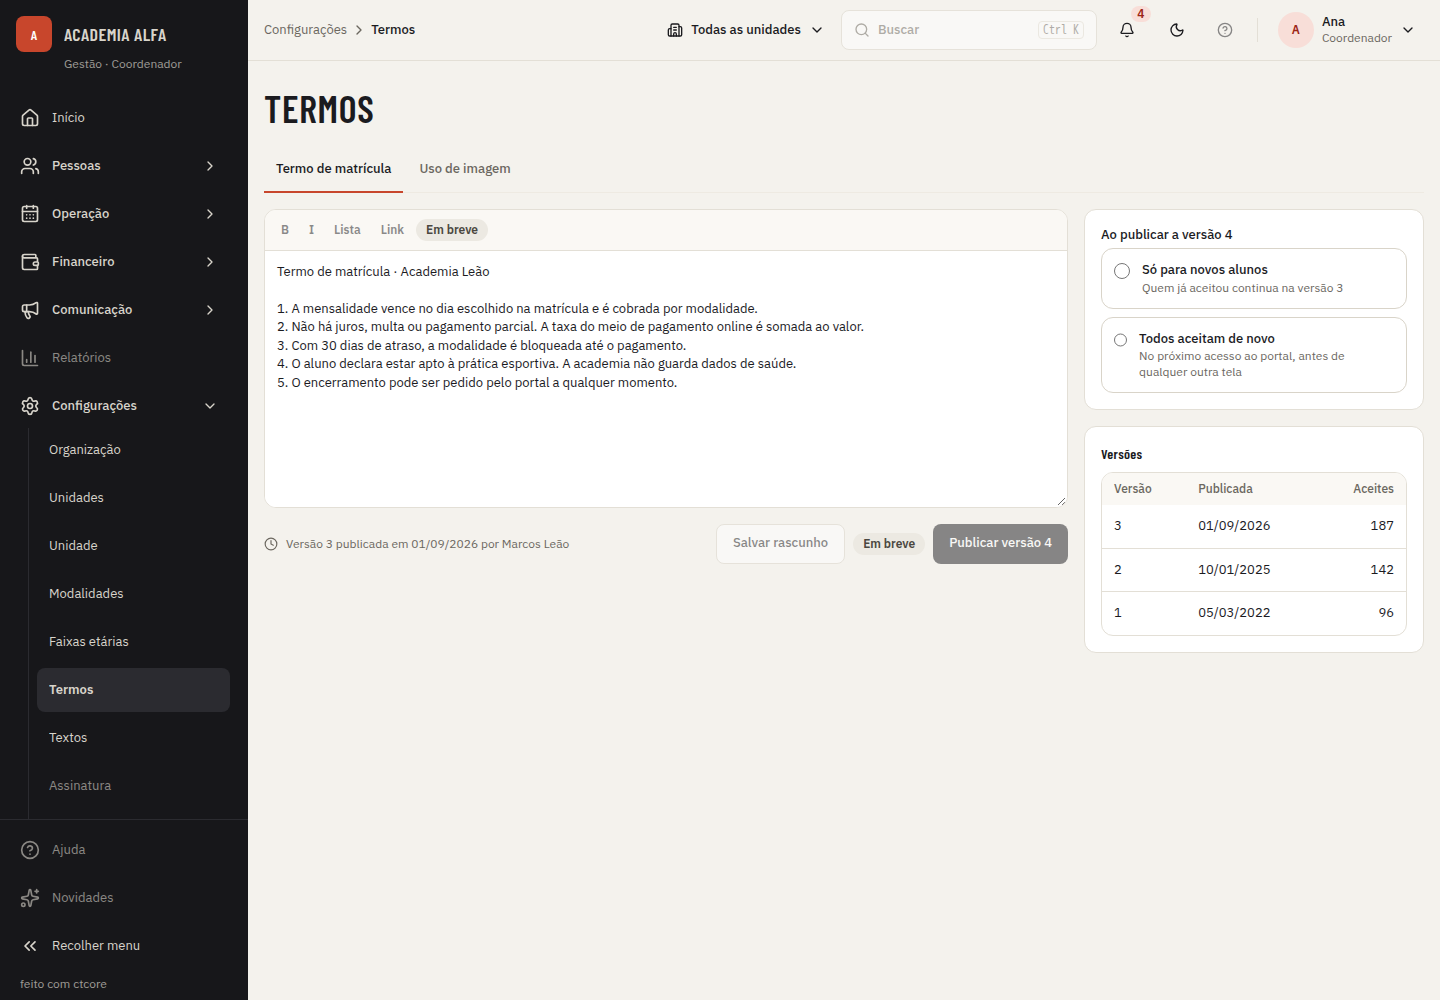 A
ACADEMIA ALFA
Gestão · Coordenador
Início
Pessoas
Operação
Financeiro
Comunicação
Relatórios
Configurações
Organização
Unidades
Unidade
Modalidades
Faixas etárias
Termos
Textos
Assinatura
Ajuda
Novidades
Recolher menu
feito com ctcore
Configurações > Termos
Todas as unidades
Buscar
Ctrl K
4
A
Ana
Coordenador
TERMOS
Termo de matrícula
Uso de imagem
B I Lista Link Em breve
Termo de matrícula · Academia Leão
1. A mensalidade vence no dia escolhido na matrícula e é cobrada por modalidade.
2. Não há juros, multa ou pagamento parcial. A taxa do meio de pagamento online é somada ao valor.
3. Com 30 dias de atraso, a modalidade é bloqueada até o pagamento.
4. O aluno declara estar apto à prática esportiva. A academia não guarda dados de saúde.
5. O encerramento pode ser pedido pelo portal a qualquer momento.
Versão 3 publicada em 01/09/2026 por Marcos Leão
Salvar rascunho
Em breve
Publicar versão 4
Ao publicar a versão 4
Só para novos alunos
Quem já aceitou continua na versão 3
Todos aceitam de novo
No próximo acesso ao portal, antes de
qualquer outra tela
Versões
Versão Publicada Aceites
3 01/09/2026 187
2 10/01/2025 142
1 05/03/2022 96